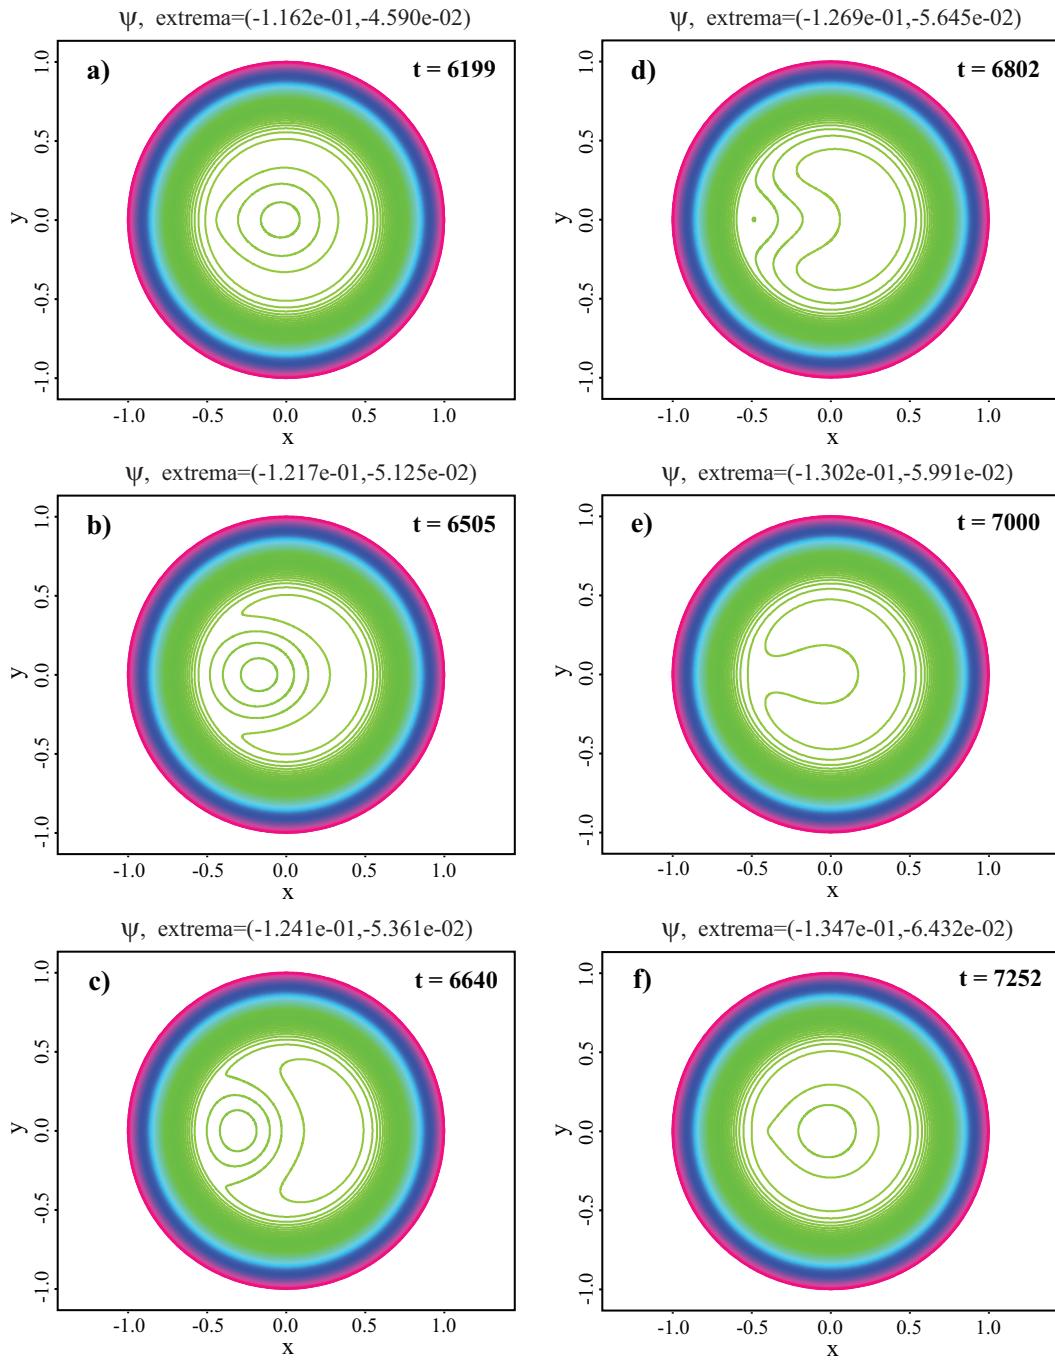 ψ, extrema=(-1.162e-01,-4.590e-02)
a)
t = 6199
1.0
0.5
0.0
-0.5
-1.0
y
-1.0 -0.5 0.0 0.5 1.0
x
ψ, extrema=(-1.269e-01,-5.645e-02)
d)
t = 6802
1.0
0.5
0.0
-0.5
-1.0
y
-1.0 -0.5 0.0 0.5 1.0
x
ψ, extrema=(-1.217e-01,-5.125e-02)
b)
t = 6505
1.0
0.5
0.0
-0.5
-1.0
y
-1.0 -0.5 0.0 0.5 1.0
x
ψ, extrema=(-1.302e-01,-5.991e-02)
e)
t = 7000
1.0
0.5
0.0
-0.5
-1.0
y
-1.0 -0.5 0.0 0.5 1.0
x
ψ, extrema=(-1.241e-01,-5.361e-02)
c)
t = 6640
1.0
0.5
0.0
-0.5
-1.0
y
-1.0 -0.5 0.0 0.5 1.0
x
ψ, extrema=(-1.347e-01,-6.432e-02)
f)
t = 7252
1.0
0.5
0.0
-0.5
-1.0
y
-1.0 -0.5 0.0 0.5 1.0
x